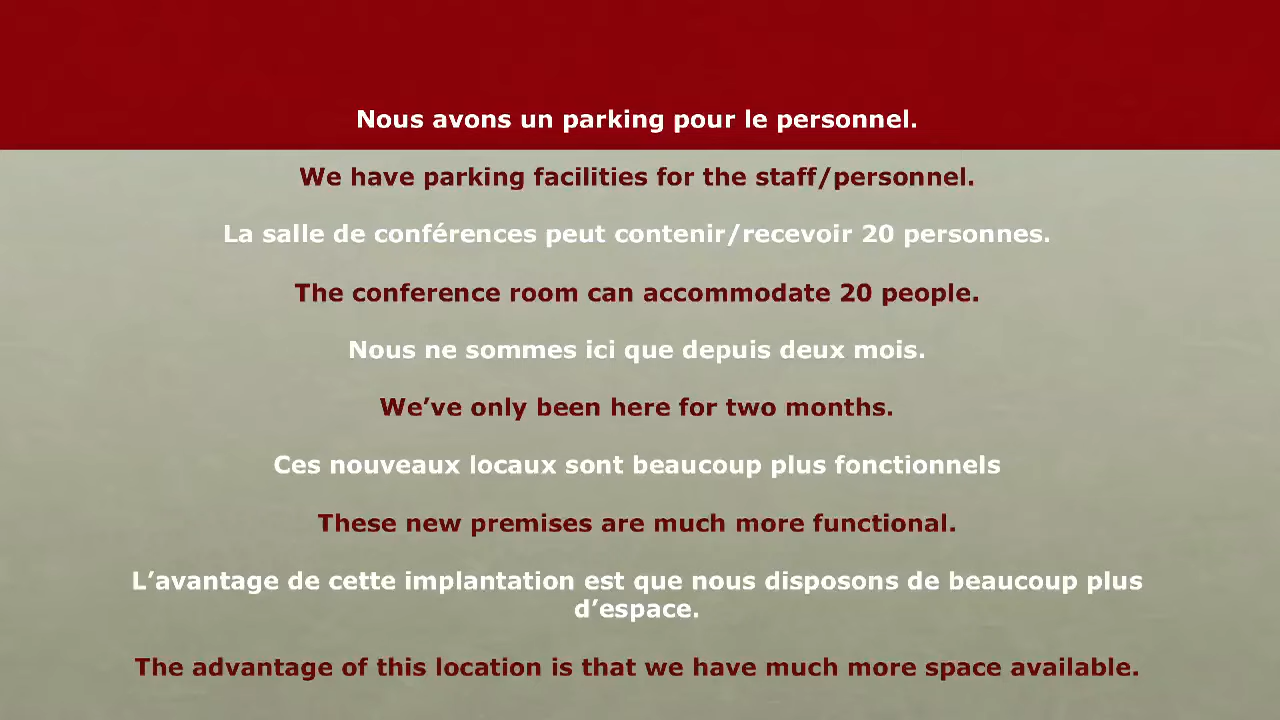 Nous avons un parking pour le personnel.
We have parking facilities for the staff/personnel.
La salle de conférences peut contenir/recevoir 20 personnes.
The conference room can accommodate 20 people.
Nous ne sommes ici que depuis deux mois.
We’ve only been here for two months.
Ces nouveaux locaux sont beaucoup plus fonctionnels
These new premises are much more functional.
L’avantage de cette implantation est que nous disposons de beaucoup plus
d’espace.
The advantage of this location is that we have much more space available.